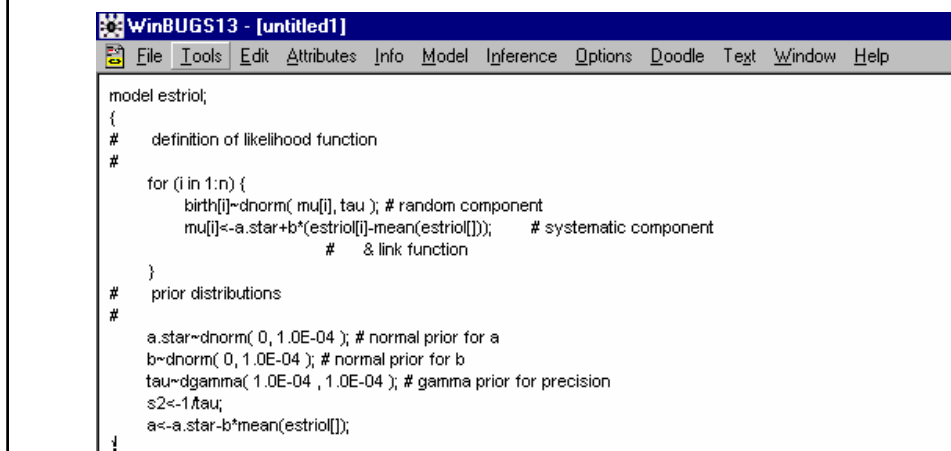 WinBUGS13 - [untitled1]
File Tools Edit Attributes Info Model Inference Options Doodle Text Window Help
model estriol;
{
# definition of likelihood function
#
for (i in 1:n) {
birth[i]~dnorm( mu[i], tau ); # random component
mu[i]<-a.star+b*(estriol[i]-mean(estriol[])); # systematic component
# & link function
}
# prior distributions
#
a.star~dnorm( 0, 1.0E-04 ); # normal prior for a
b~dnorm( 0, 1.0E-04 ); # normal prior for b
tau~dgamma( 1.0E-04 , 1.0E-04 ); # gamma prior for precision
s2<-1/tau;
a<-a.star-b*mean(estriol[]);
}